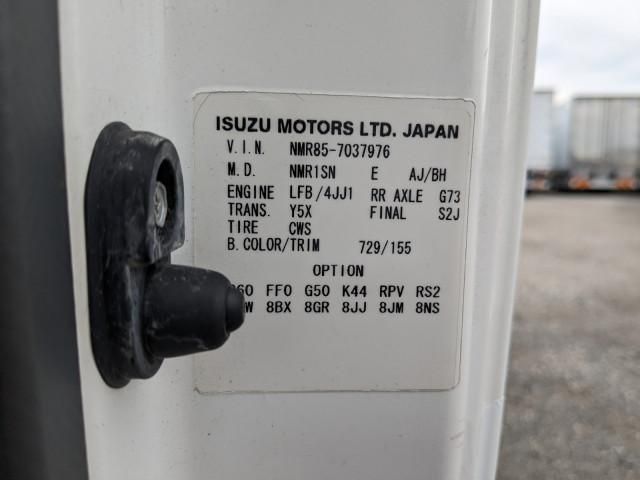 ISUZU MOTORS LTD. JAPAN
V.I.N. NMR85-7037976
M.D. NMR1SN E AJ/BH
ENGINE LFB/4JJ1 RR AXLE G73
TRANS. Y5X FINAL S2J
TIRE CWS
B.COLOR/TRIM 729/155
OPTION
FF0 G50 K44 RPV RS2
8BX 8GR 8JJ 8JM 8NS